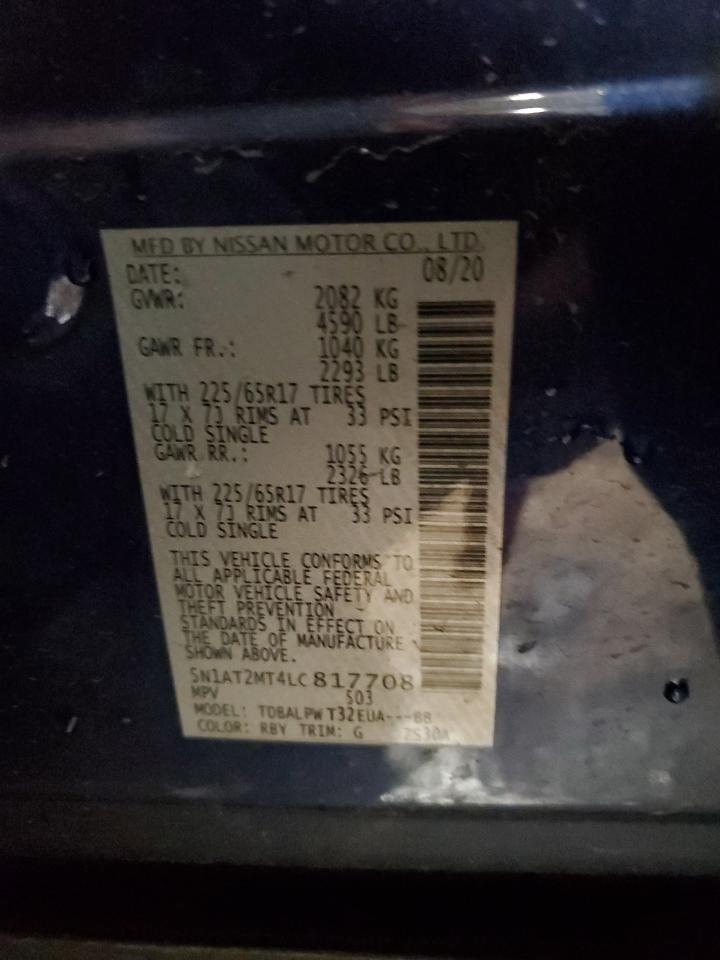 MFD BY NISSAN MOTOR CO., LTD.
DATE: 08/20
GVWR: 2082 KG
4590 LB
GAWR FR.: 1040 KG
2293 LB
WITH 225/65R17 TIRES
17 X 7J RIMS AT 33 PSI
COLD SINGLE
GAWR RR.: 1055 KG
2326 LB
WITH 225/65R17 TIRES
17 X 7J RIMS AT 33 PSI
COLD SINGLE
THIS VEHICLE CONFORMS TO
ALL APPLICABLE FEDERAL
MOTOR VEHICLE SAFETY AND
THEFT PREVENTION
STANDARDS IN EFFECT ON
THE DATE OF MANUFACTURE
SHOWN ABOVE.
5N1AT2MT4LC817708
MPV S03
MODEL: TDBALPWT32EUA---BB
COLOR: RBY TRIM: G ZS30A